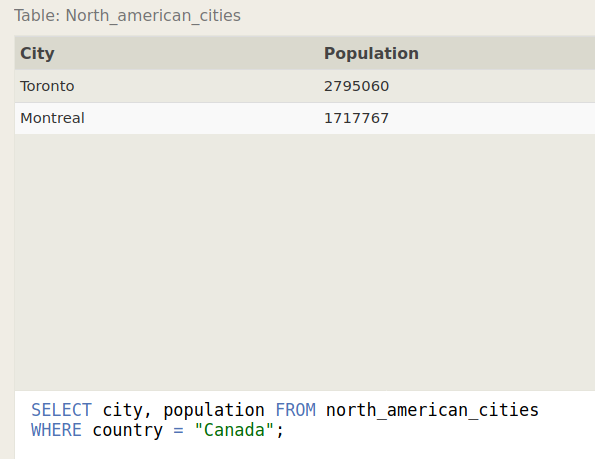 Table: North_american_cities
City Population
Toronto 2795060
Montreal 1717767
SELECT city, population FROM north_american_cities
WHERE country = "Canada";